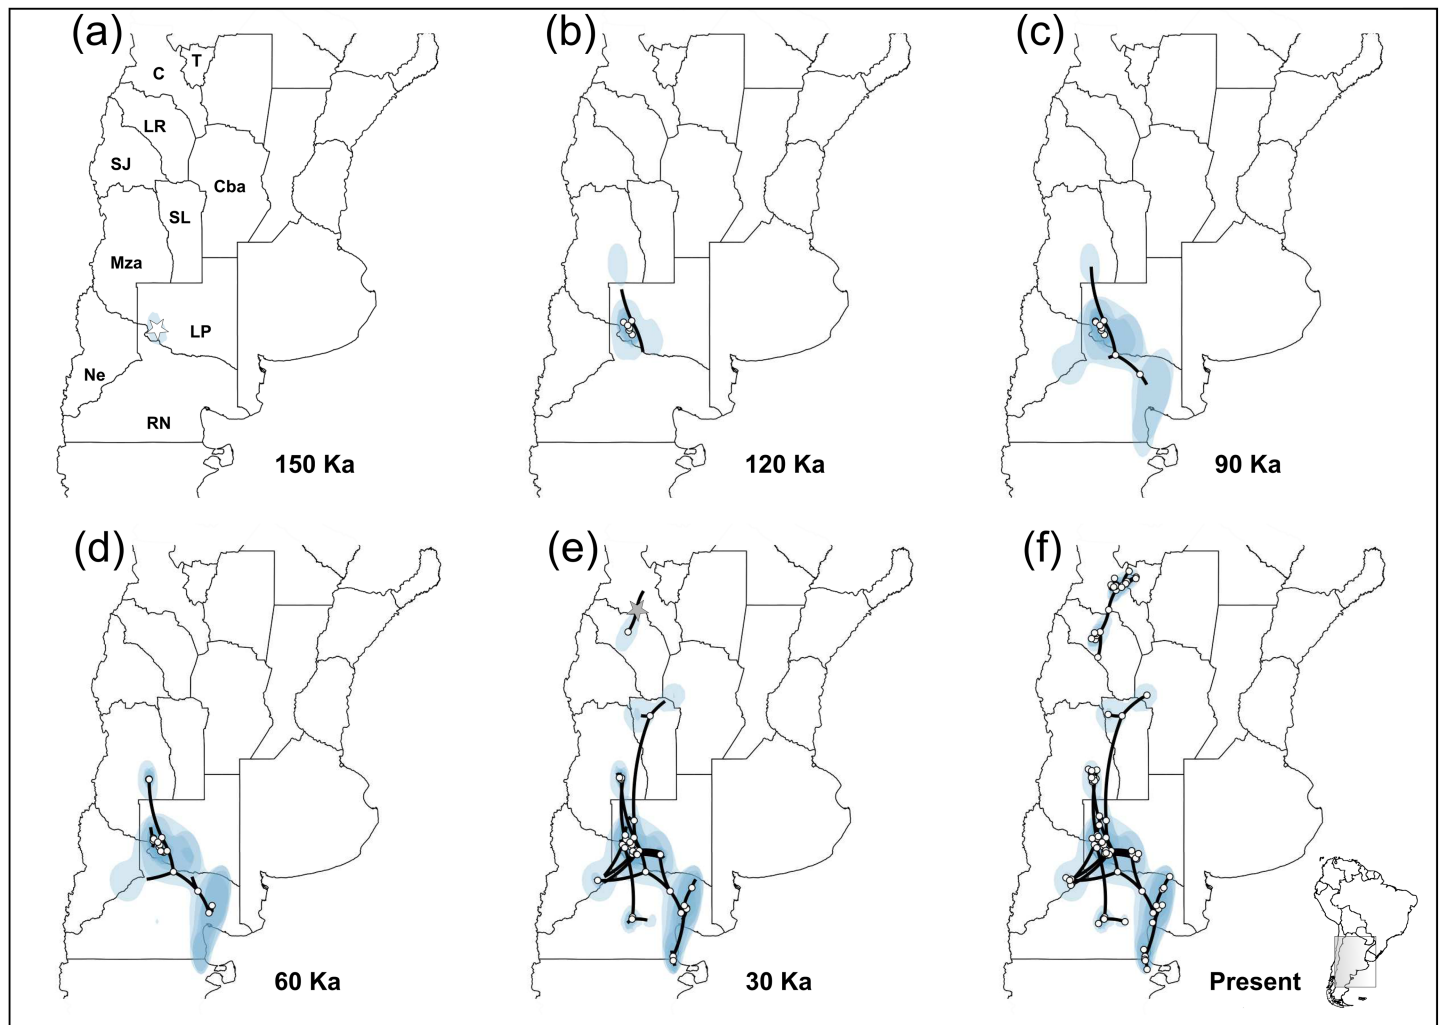 (a)
(b)
(c)
C
T
LR
SJ
Cba
SL
Mza
LP
Ne
RN
150 Ka
120 Ka
90 Ka
(d)
(e)
(f)
60 Ka
30 Ka
Present